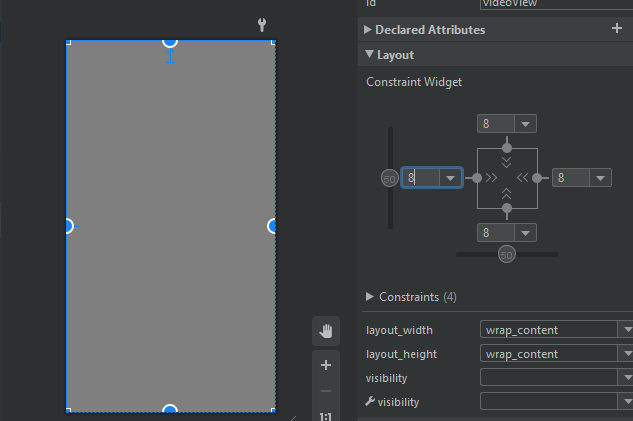 id videoView
Declared Attributes
Layout
Constraint Widget
8
50 8 8
8
50
Constraints (4)
layout_width wrap_content
layout_height wrap_content
visibility
visibility
1:1